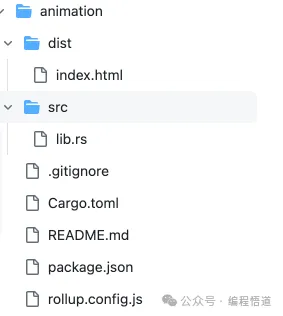 animation
dist
index.html
src
lib.rs
.gitignore
Cargo.toml
README.md
package.json
rollup.config.js
公众号 · 编程悟道